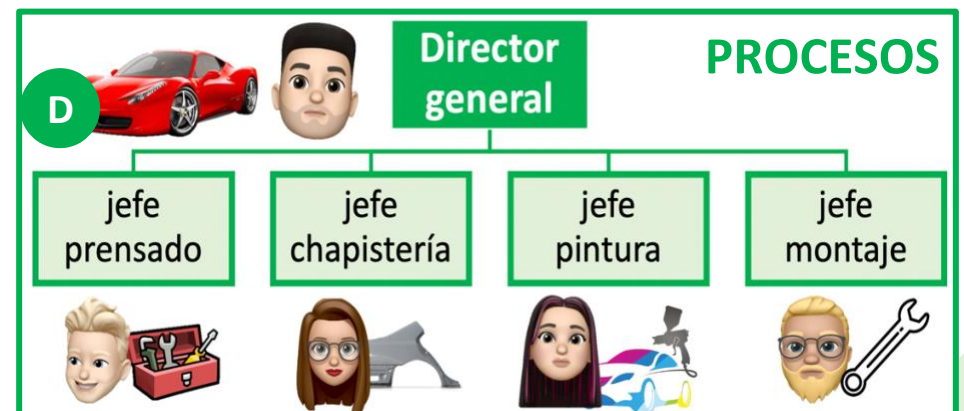 PROCESOS
D
Director
general
jefe
prensado
jefe
chapistería
jefe
pintura
jefe
montaje